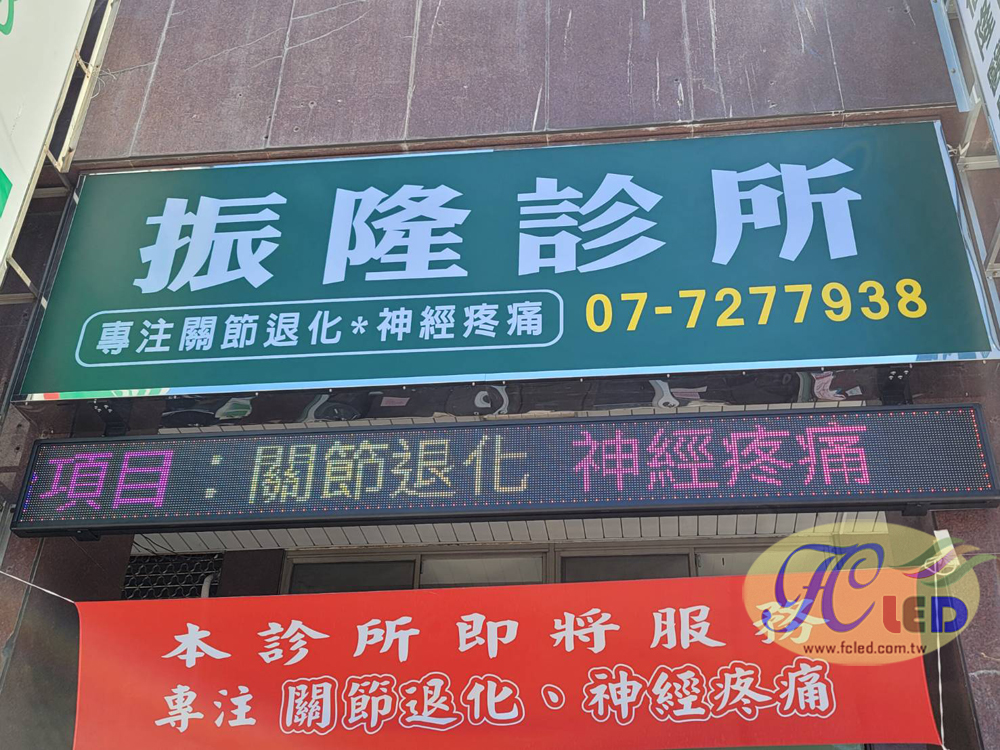 振隆診所
專注關節退化*神經疼痛
07-7277938
項目：關節退化 神經疼痛
本診所即將服務
專注 關節退化、神經疼痛
FC LED
www.fcled.com.tw